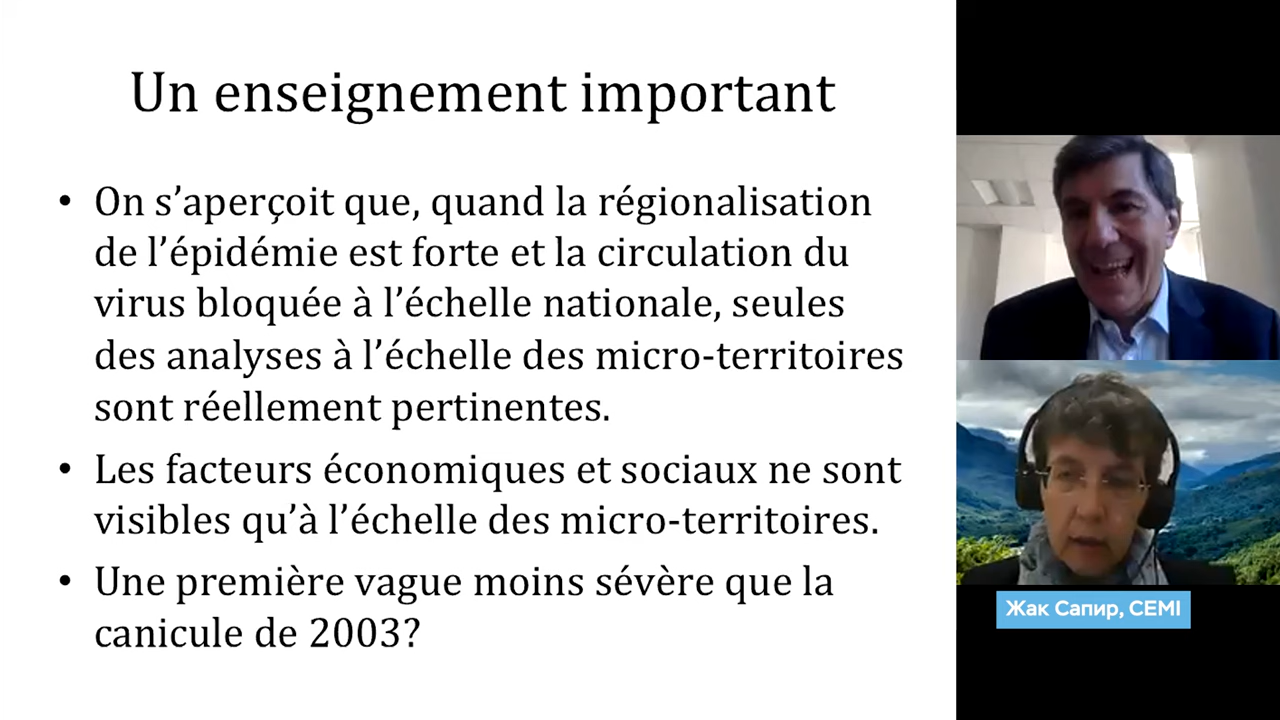 Un enseignement important
• On s’aperçoit que, quand la régionalisation
de l’épidémie est forte et la circulation du
virus bloquée à l’échelle nationale, seules
des analyses à l’échelle des micro-territoires
sont réellement pertinentes.
• Les facteurs économiques et sociaux ne sont
visibles qu’à l’échelle des micro-territoires.
• Une première vague moins sévère que la
canicule de 2003?
Жак Сапир, CEMI